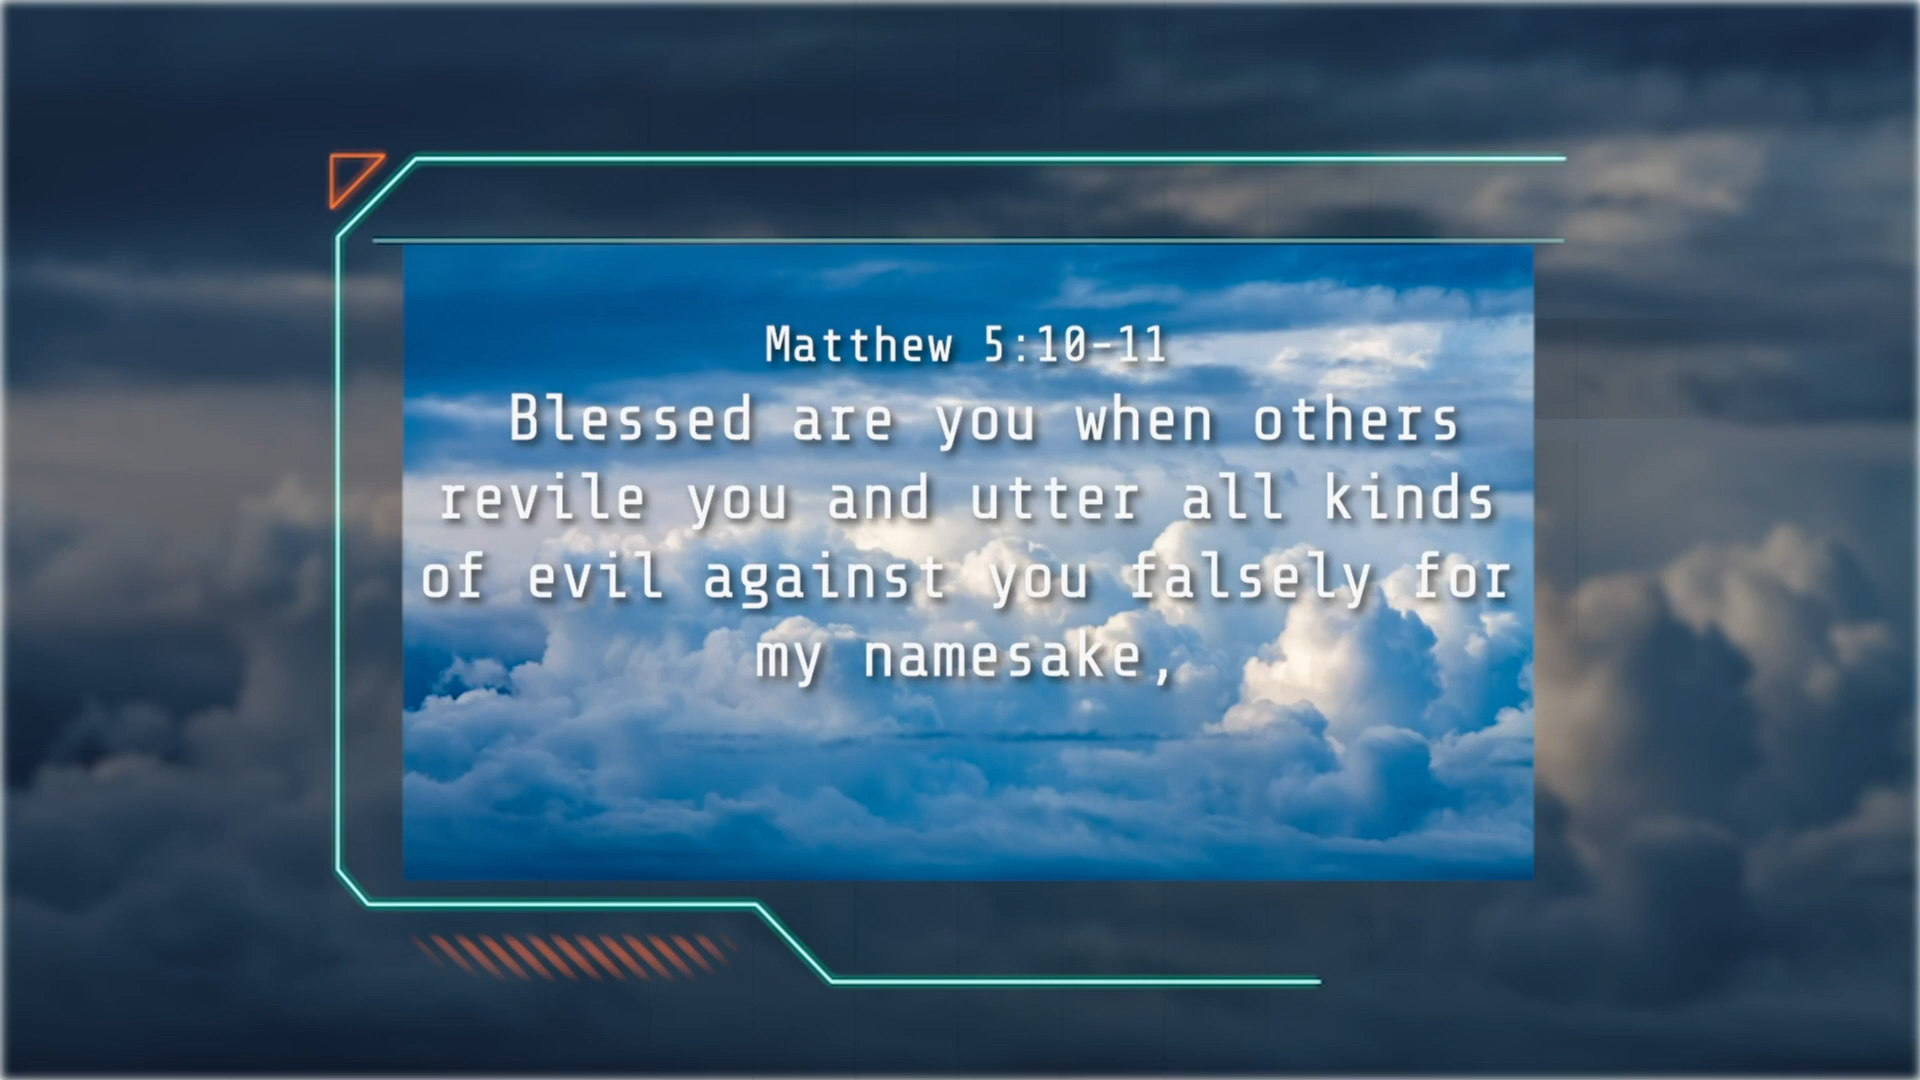 Matthew 5:10-11
Blessed are you when others
revile you and utter all kinds
of evil against you falsely for
my namesake,